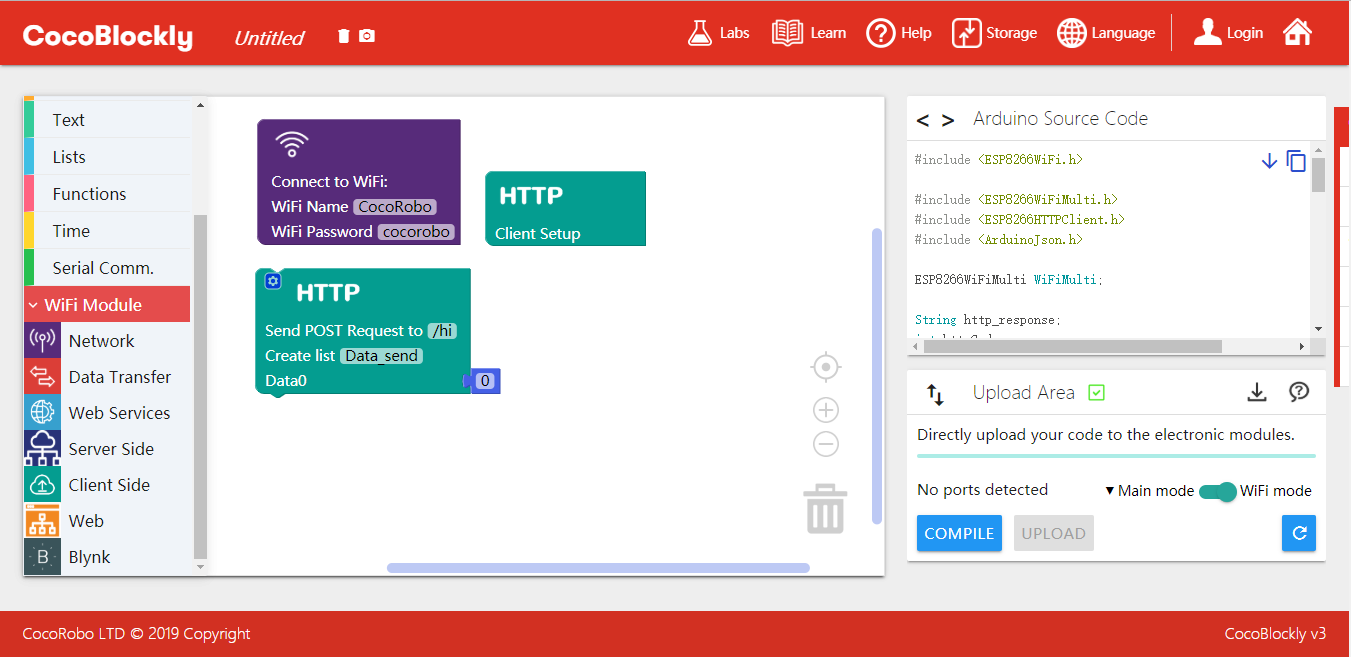 CocoBlockly
Untitled
Labs
Learn
Help
Storage
Language
Login
Text
Lists
Functions
Time
Serial Comm.
WiFi Module
Network
Data Transfer
Web Services
Server Side
Client Side
Web
B Blynk
Connect to WiFi:
WiFi Name CocoRobo
WiFi Password cocorobo
HTTP
Client Setup
HTTP
Send POST Request to /hi
Create list Data_send
Data0 0
< > Arduino Source Code
#include <ESP8266WiFi.h>
#include <ESP8266WiFiMulti.h>
#include <ESP8266HTTPClient.h>
#include <ArduinoJson.h>
ESP8266WiFiMulti WiFiMulti;
String http_response;
Upload Area
Directly upload your code to the electronic modules.
No ports detected
▾ Main mode
WiFi mode
COMPILE
UPLOAD
CocoRobo LTD © 2019 Copyright
CocoBlockly v3